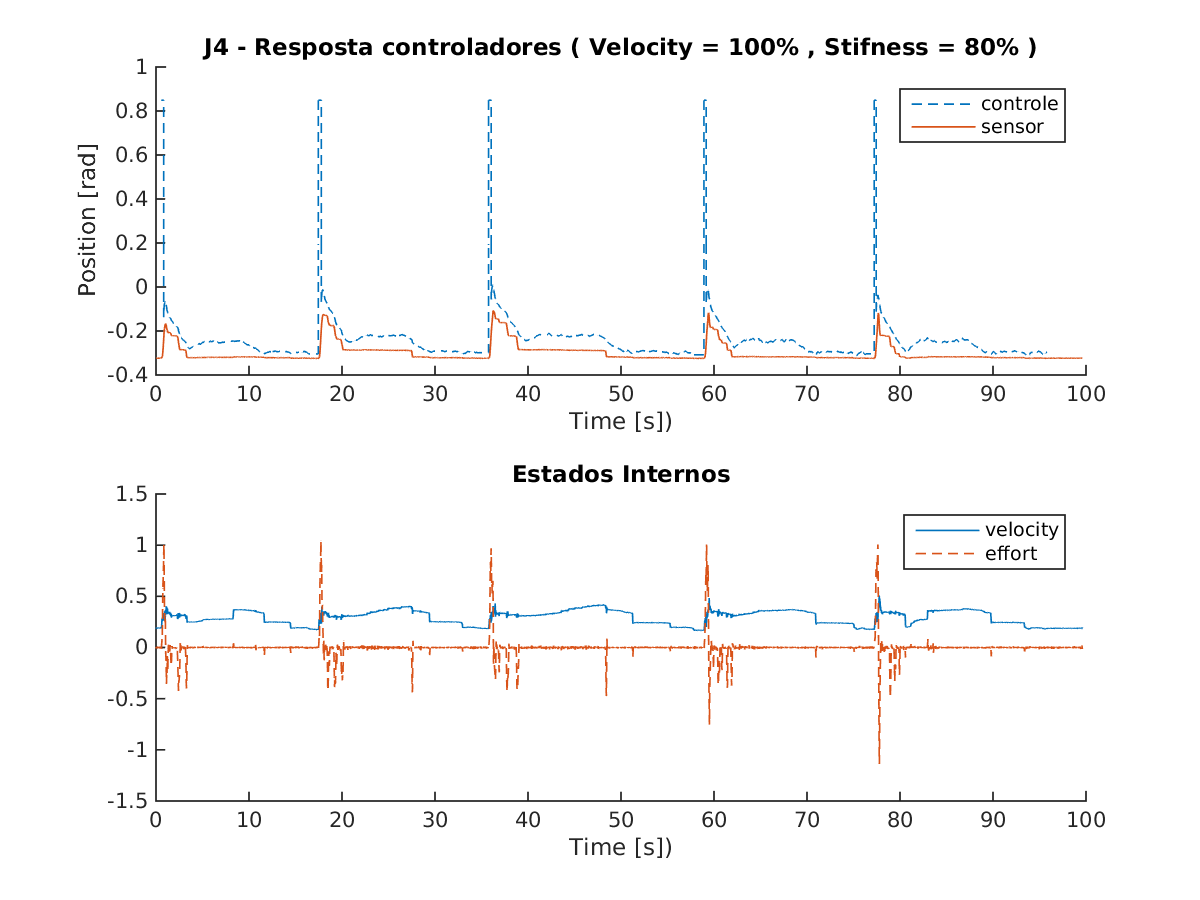 J4 - Resposta controladores ( Velocity = 100% , Stifness = 80% )
1
0.8
0.6
0.4
0.2
0
-0.2
-0.4
Position [rad]
controle
sensor
0 10 20 30 40 50 60 70 80 90 100
Time [s])
Estados Internos
1.5
1
0.5
0
-0.5
-1
-1.5
velocity
effort
0 10 20 30 40 50 60 70 80 90 100
Time [s])